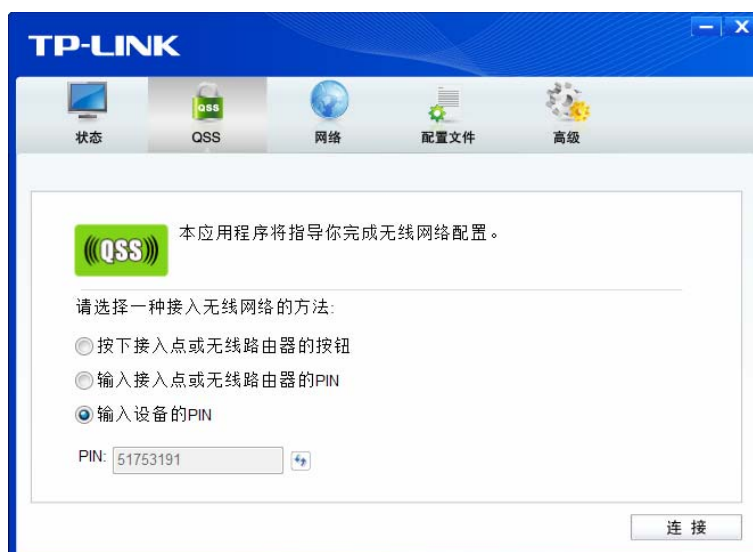 TP-LINK
状态
QSS
QSS
网络
配置文件
高级
((QSS)) 本应用程序将指导你完成无线网络配置。
请选择一种接入无线网络的方法:
按下接入点或无线路由器的按钮
输入接入点或无线路由器的PIN
输入设备的PIN
PIN: 51753191
连 接